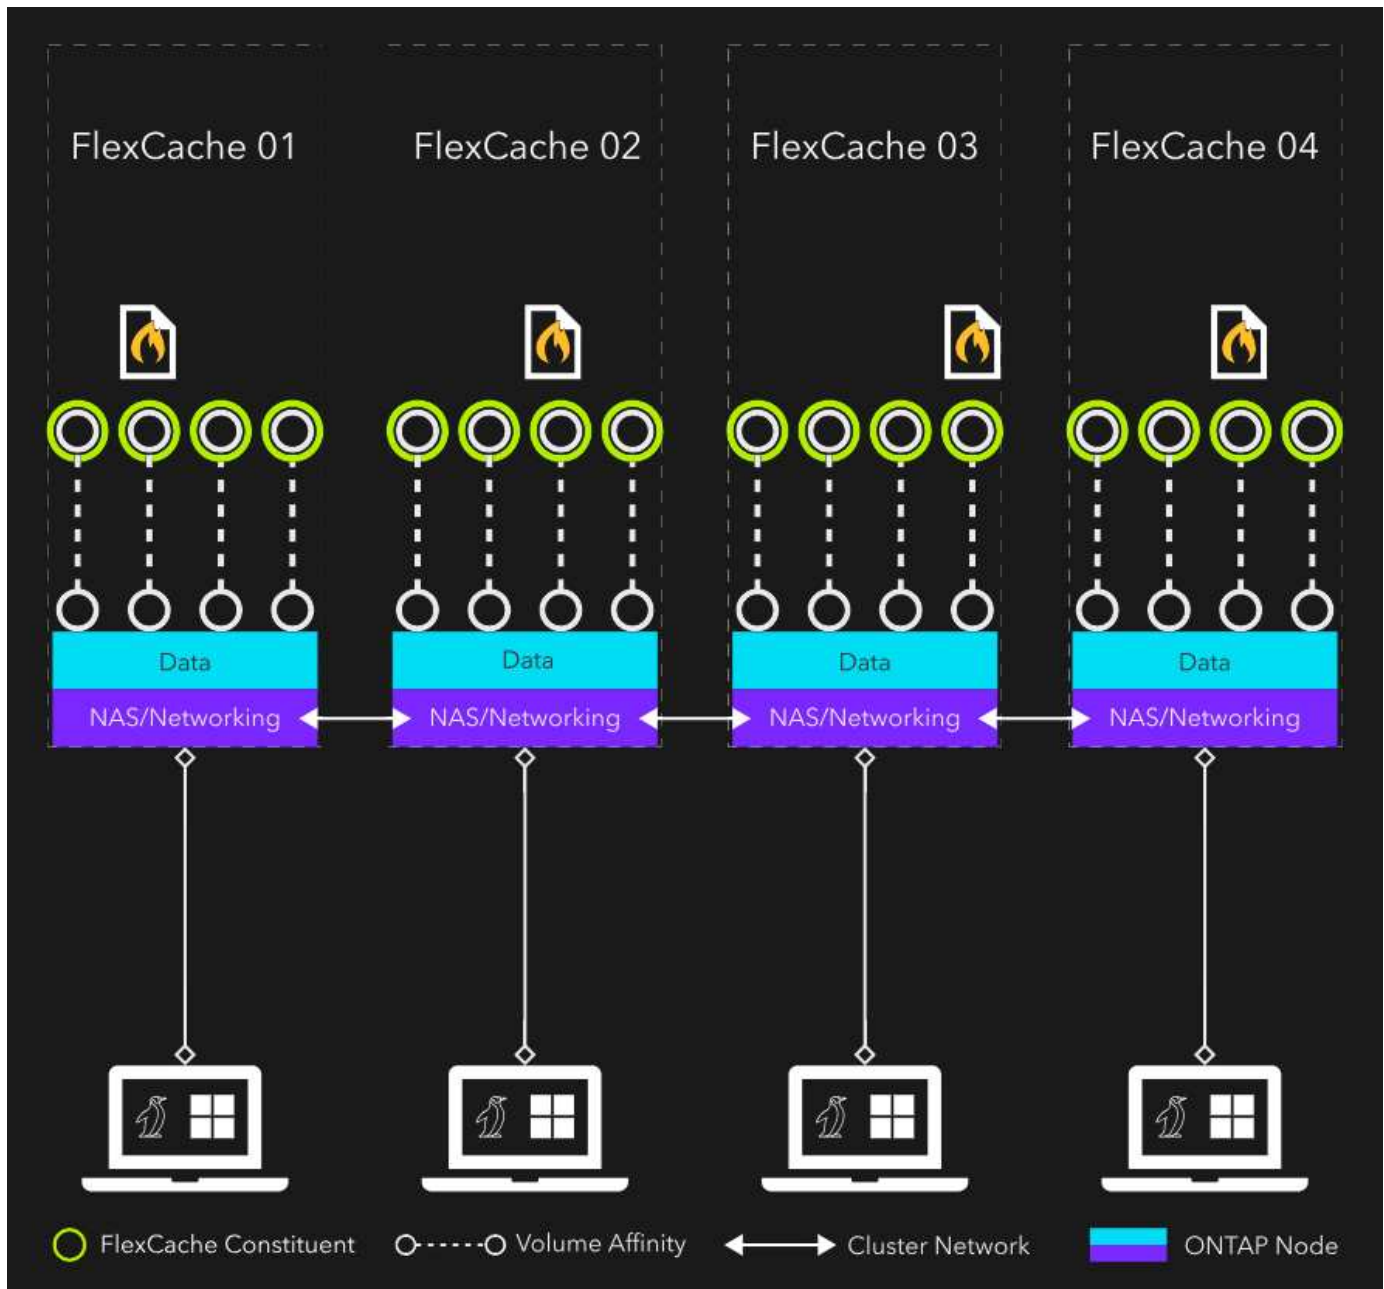 FlexCache 01
FlexCache 02
FlexCache 03
FlexCache 04
Data
Data
Data
Data
NAS/Networking
NAS/Networking
NAS/Networking
NAS/Networking
FlexCache Constituent
Volume Affinity
Cluster Network
ONTAP Node